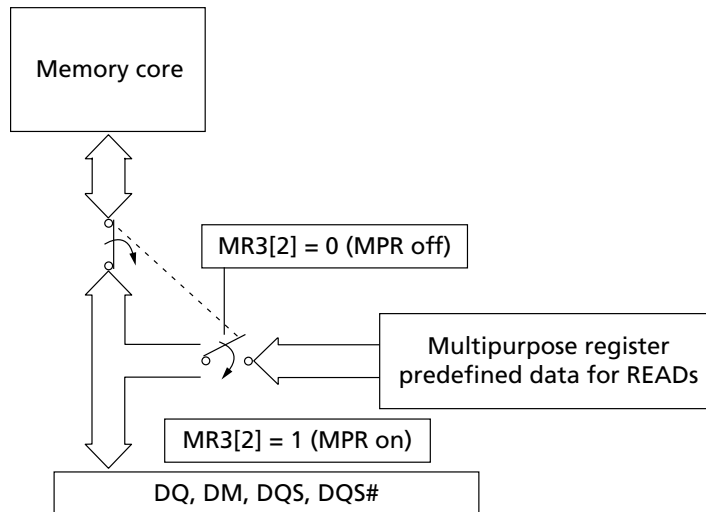 Memory core
MR3[2] = 0 (MPR off)
Multipurpose register
predefined data for READs
MR3[2] = 1 (MPR on)
DQ, DM, DQS, DQS#